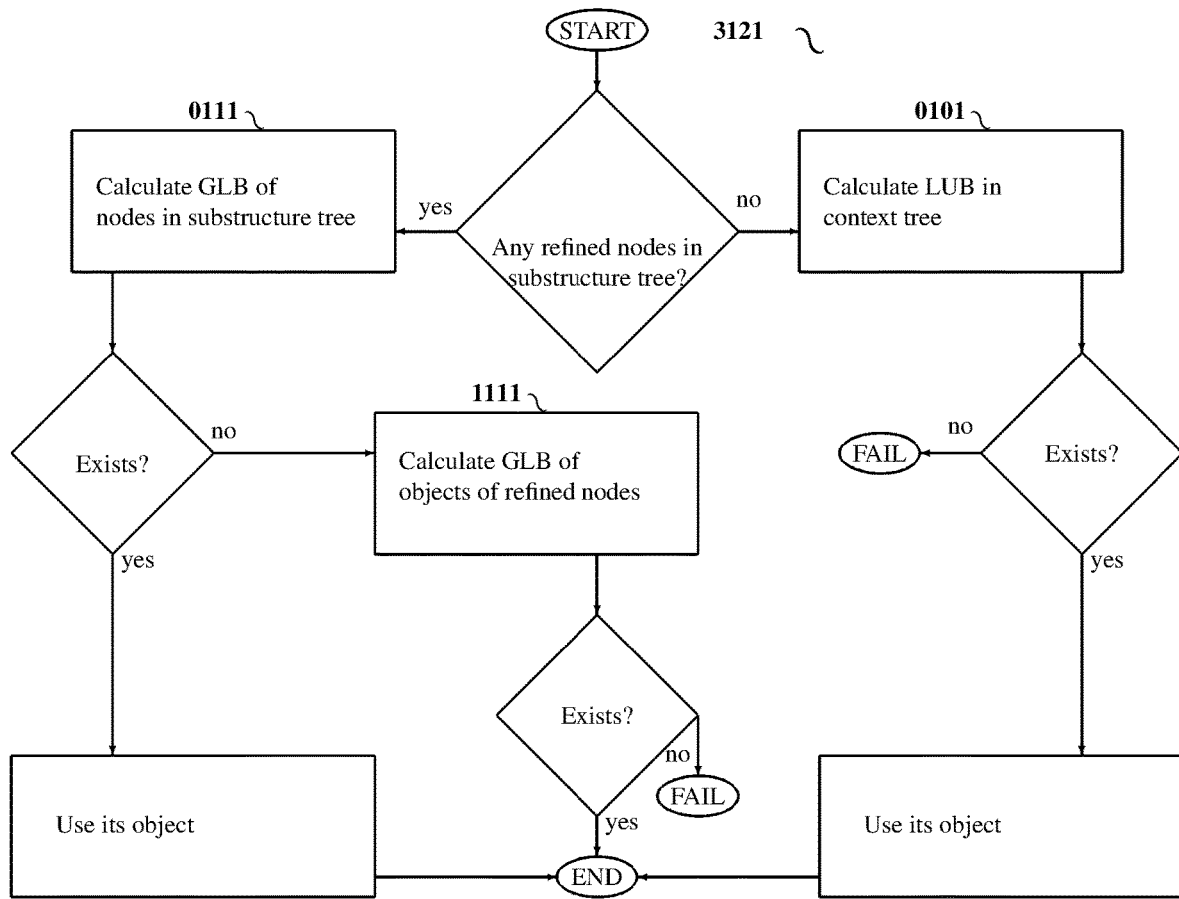 START
3121
0111
0101
Calculate GLB of
nodes in substructure tree
yes
Any refined nodes in
substructure tree?
no
Calculate LUB in
context tree
1111
Exists?
no
Calculate GLB of
objects of refined nodes
FAIL
no
Exists?
yes
yes
Exists?
no
FAIL
yes
Use its object
Use its object
END